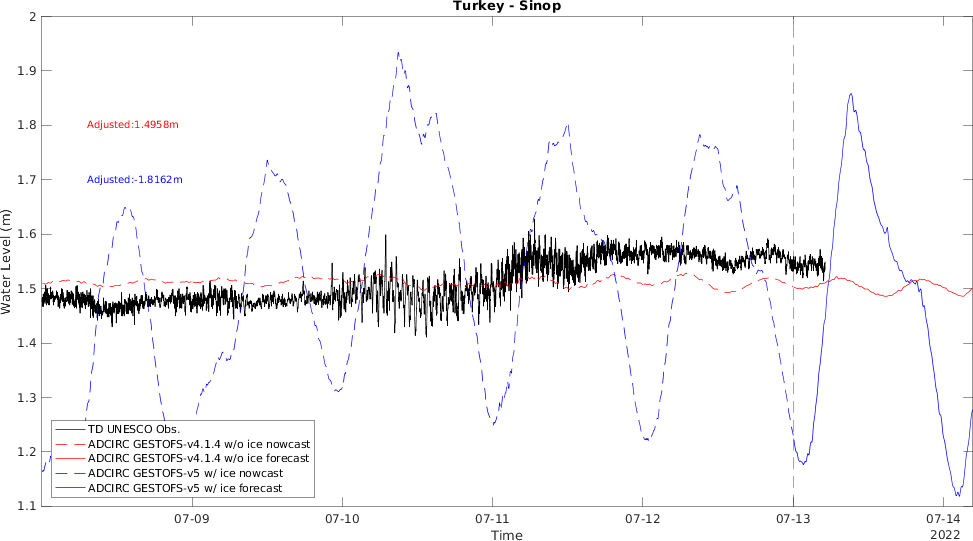 Turkey - Sinop
2
1.9
1.8
1.7
1.6
1.5
1.4
1.3
1.2
1.1
Water Level (m)
Adjusted:1.4958m
Adjusted:-1.8162m
TD UNESCO Obs.
ADCIRC GESTOFS-v4.1.4 w/o ice nowcast
ADCIRC GESTOFS-v4.1.4 w/o ice forecast
ADCIRC GESTOFS-v5 w/ ice nowcast
ADCIRC GESTOFS-v5 w/ ice forecast
07-09 07-10 07-11 07-12 07-13 07-14
Time
2022